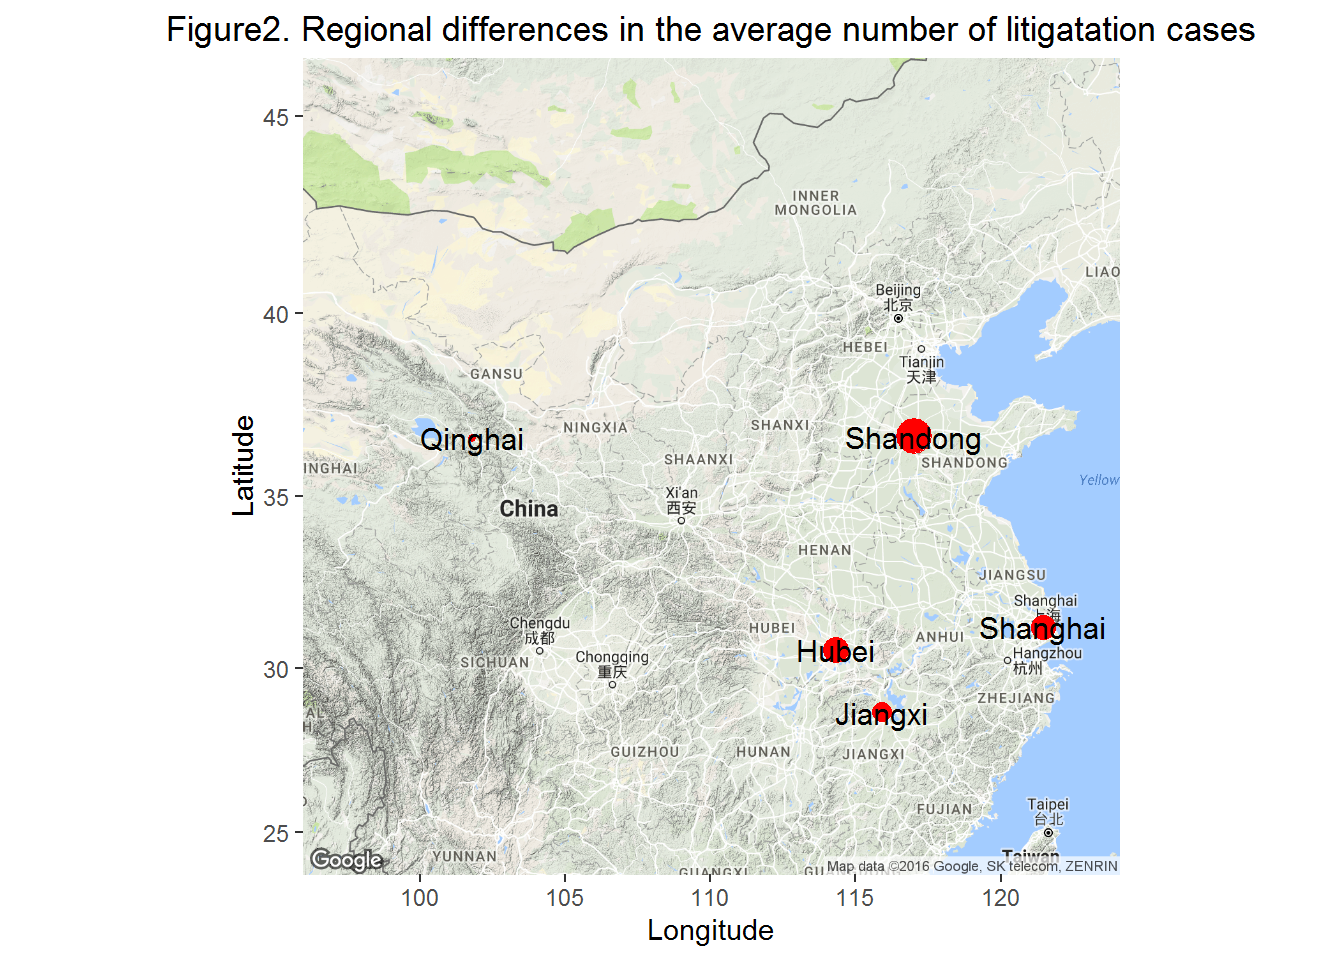 Figure2. Regional differences in the average number of litigatation cases
45
INNER
MONGOLIA
LIAO
Beijing
北京
40
HEBEI
Tianjin
天津
GANSU
Latitude
Qinghai
NINGXIA
SHANXI
Shandong
SHAANXI
SHANDONG
INGHAI
Yellow
35
Xi'an
西安
China
HENAN
JIANGSU
Shanghai
上海
Shanghai
Chengdu
成都
HUBEI
ANHUI
Hubei
Hangzhou
杭州
30
SICHUAN
Chongqing
重庆
ZHEJIANG
AL
H
Jiangxi
GUIZHOU
HUNAN
JIANGXI
FUJIAN
Taipei
台北
25
YUNNAN
Taiwan
Google
Map data ©2016 Google, SK telecom, ZENRIN
GUANGXI
100
105
110
115
120
Longitude